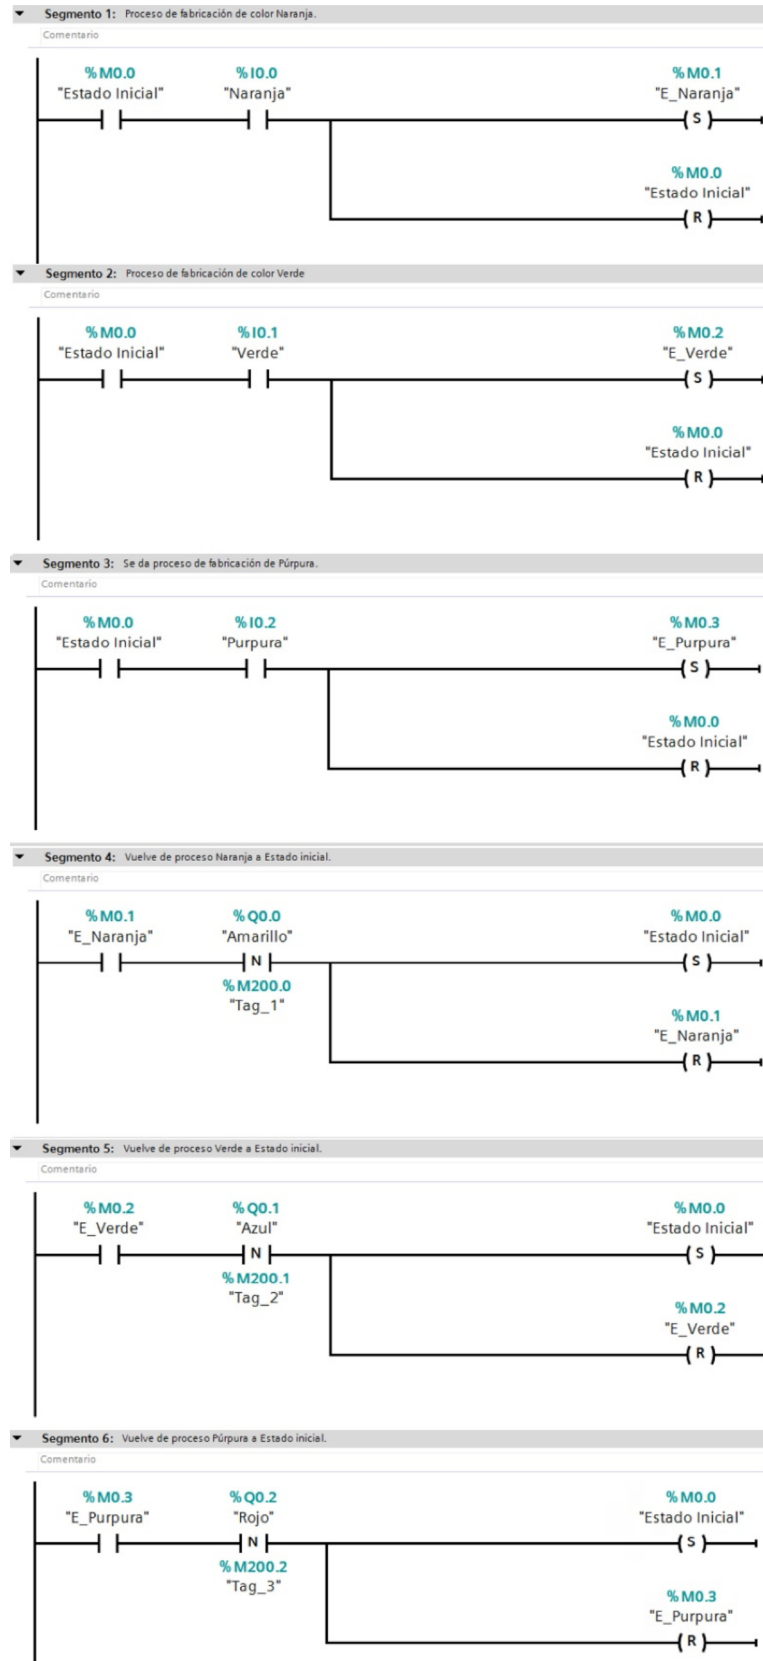 Segmento 1: Proceso de fabricación de color Naranja.
Comentario
%M0.0 %I0.0 %M0.1
"Estado Inicial" "Naranja" "E_Naranja"
S
%M0.0
"Estado Inicial"
R
Segmento 2: Proceso de fabricación de color Verde
Comentario
%M0.0 %I0.1 %M0.2
"Estado Inicial" "Verde" "E_Verde"
S
%M0.0
"Estado Inicial"
R
Segmento 3: Se da proceso de fabricación de Púrpura.
Comentario
%M0.0 %I0.2 %M0.3
"Estado Inicial" "Purpura" "E_Purpura"
S
%M0.0
"Estado Inicial"
R
Segmento 4: Vuelve de proceso Naranja a Estado inicial.
Comentario
%M0.1 %Q0.0 %M0.0
"E_Naranja" "Amarillo" "Estado Inicial"
N S
%M200.0
"Tag_1"
%M0.1
"E_Naranja"
R
Segmento 5: Vuelve de proceso Verde a Estado inicial.
Comentario
%M0.2 %Q0.1 %M0.0
"E_Verde" "Azul" "Estado Inicial"
N S
%M200.1
"Tag_2"
%M0.2
"E_Verde"
R
Segmento 6: Vuelve de proceso Púrpura a Estado inicial.
Comentario
%M0.3 %Q0.2 %M0.0
"E_Purpura" "Rojo" "Estado Inicial"
N S
%M200.2
"Tag_3"
%M0.3
"E_Purpura"
R